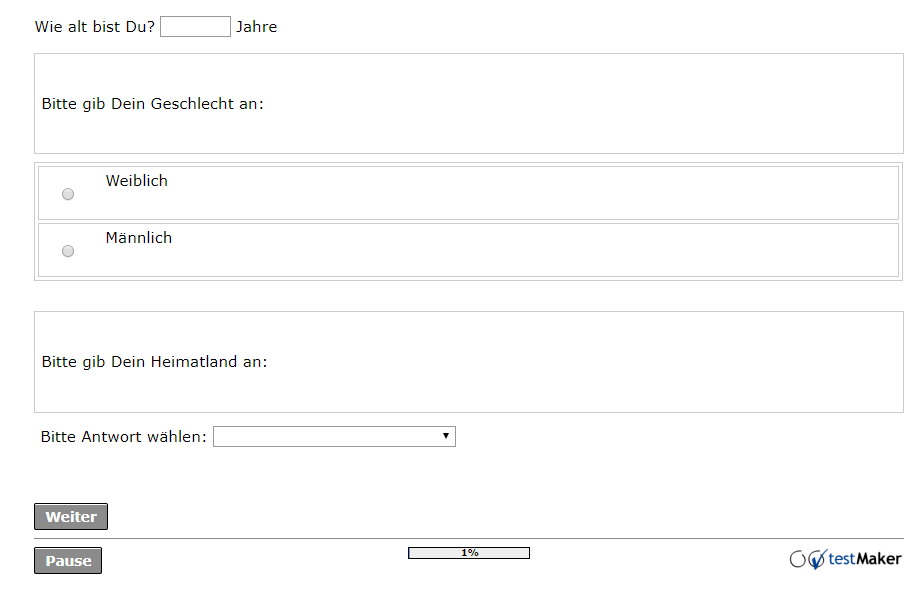 Wie alt bist Du? Jahre
Bitte gib Dein Geschlecht an:
Weiblich
Männlich
Bitte gib Dein Heimatland an:
Bitte Antwort wählen:
Weiter
Pause 1% testMaker